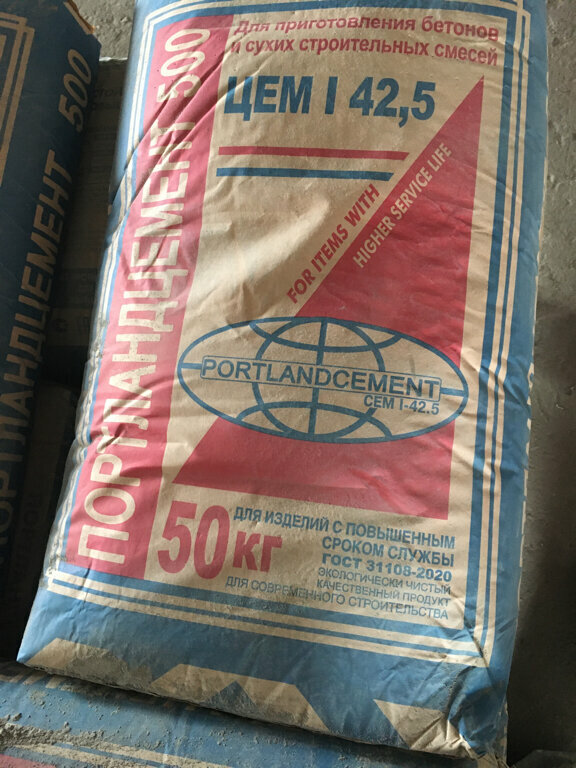 Для приготовления бетонов
и сухих строительных смесей
ЦЕМ I 42,5
ПОРТЛАНДЦЕМЕНТ 500
FOR ITEMS WITH
HIGHER SERVICE LIFE
PORTLANDCEMENT
CEM I-42.5
50кг
ДЛЯ ИЗДЕЛИЙ С ПОВЫШЕННЫМ
СРОКОМ СЛУЖБЫ
ГОСТ 31108-2020
ЭКОЛОГИЧЕСКИ ЧИСТЫЙ
КАЧЕСТВЕННЫЙ ПРОДУКТ
ДЛЯ СОВРЕМЕННОГО СТРОИТЕЛЬСТВА
ПОРТЛАНДЦЕМЕНТ 500